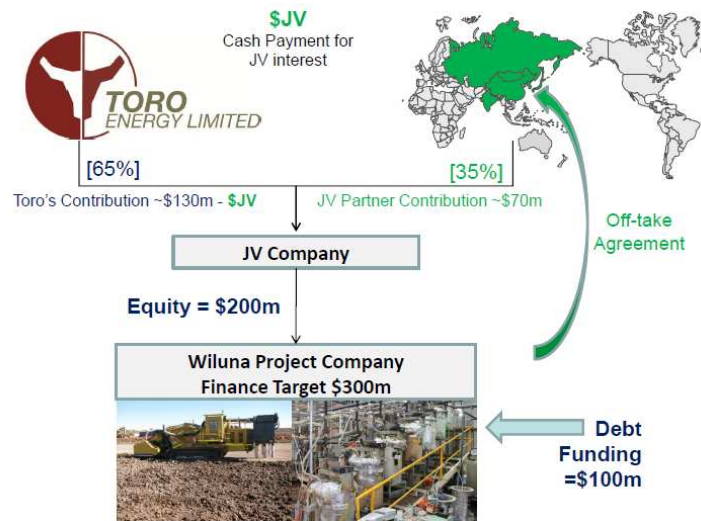 $JV
Cash Payment for
JV interest
TORO
ENERGY LIMITED
[65%]
[35%]
Toro's Contribution ~$130m - $JV
JV Partner Contribution ~$70m
Off-take
Agreement
JV Company
Equity = $200m
Wiluna Project Company
Finance Target $300m
Debt
Funding
=$100m